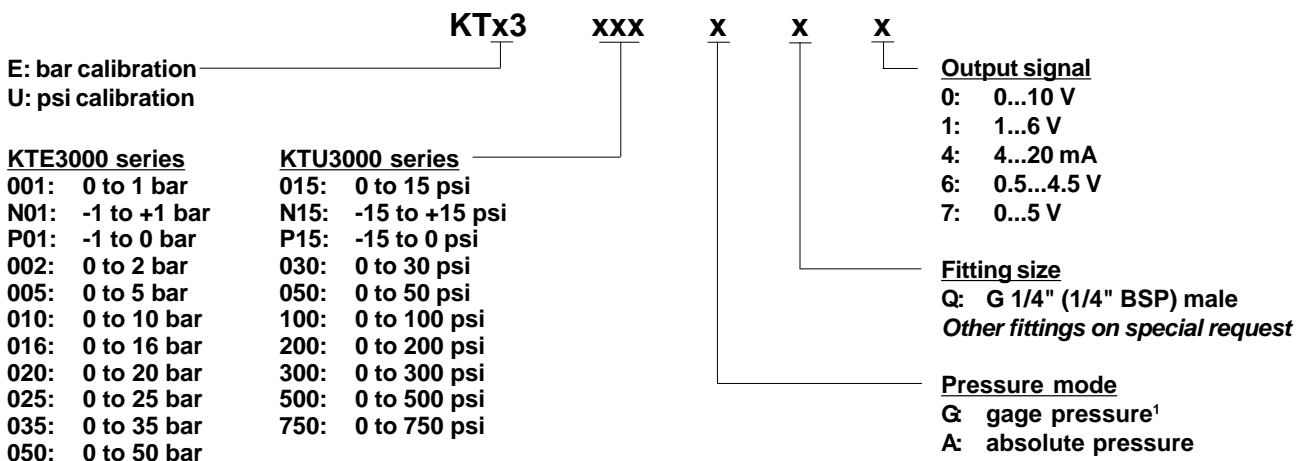 KTx3 xxx x x x
E: bar calibration
U: psi calibration
KTE3000 series
001: 0 to 1 bar
N01: -1 to +1 bar
P01: -1 to 0 bar
002: 0 to 2 bar
005: 0 to 5 bar
010: 0 to 10 bar
016: 0 to 16 bar
020: 0 to 20 bar
025: 0 to 25 bar
035: 0 to 35 bar
050: 0 to 50 bar
KTU3000 series
015: 0 to 15 psi
N15: -15 to +15 psi
P15: -15 to 0 psi
030: 0 to 30 psi
050: 0 to 50 psi
100: 0 to 100 psi
200: 0 to 200 psi
300: 0 to 300 psi
500: 0 to 500 psi
750: 0 to 750 psi
Output signal
0: 0...10 V
1: 1...6 V
4: 4...20 mA
6: 0.5...4.5 V
7: 0...5 V
Fitting size
Q: G 1/4" (1/4" BSP) male
Other fittings on special request
Pressure mode
G: gage pressure¹
A: absolute pressure